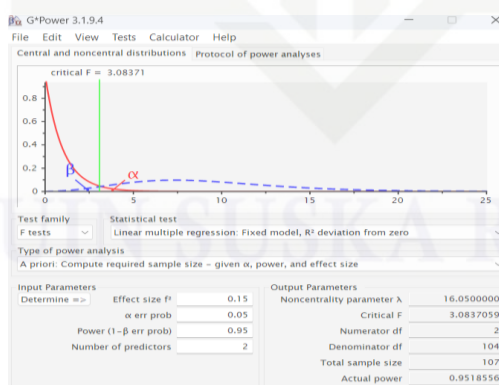 G*Power 3.1.9.4
File Edit View Tests Calculator Help
Central and noncentral distributions Protocol of power analyses
critical F = 3.08371
0.8
0.6
0.4
0.2
0
β
α
0 5 10 15 20 25
Test family Statistical test
F tests Linear multiple regression: Fixed model, R² deviation from zero
Type of power analysis
A priori: Compute required sample size – given α, power, and effect size
Input Parameters Output Parameters
Determine => Effect size f² 0.15 Noncentrality parameter λ 16.0500000
α err prob 0.05 Critical F 3.0837059
Power (1-β err prob) 0.95 Numerator df 2
Number of predictors 2 Denominator df 104
Total sample size 107
Actual power 0.9518556
UIN SUSKA R